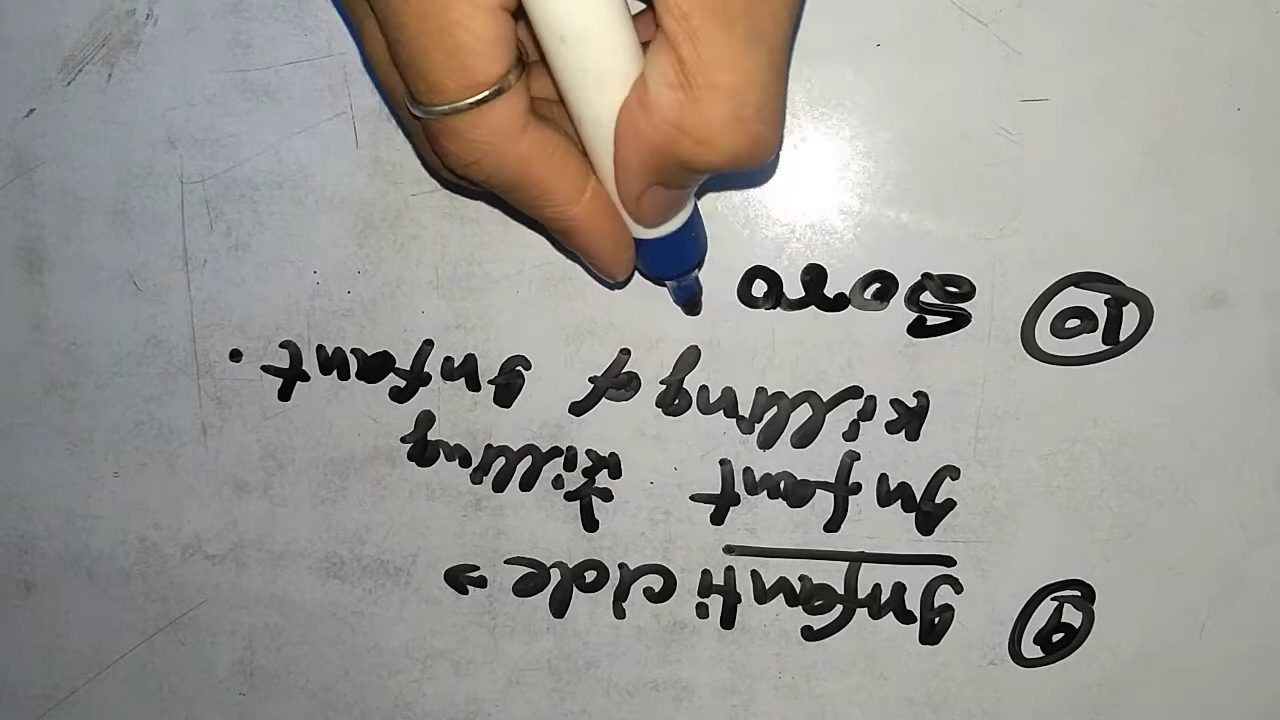 9 Infanticide →
Infant killing
killing of Infant.
10 Soro